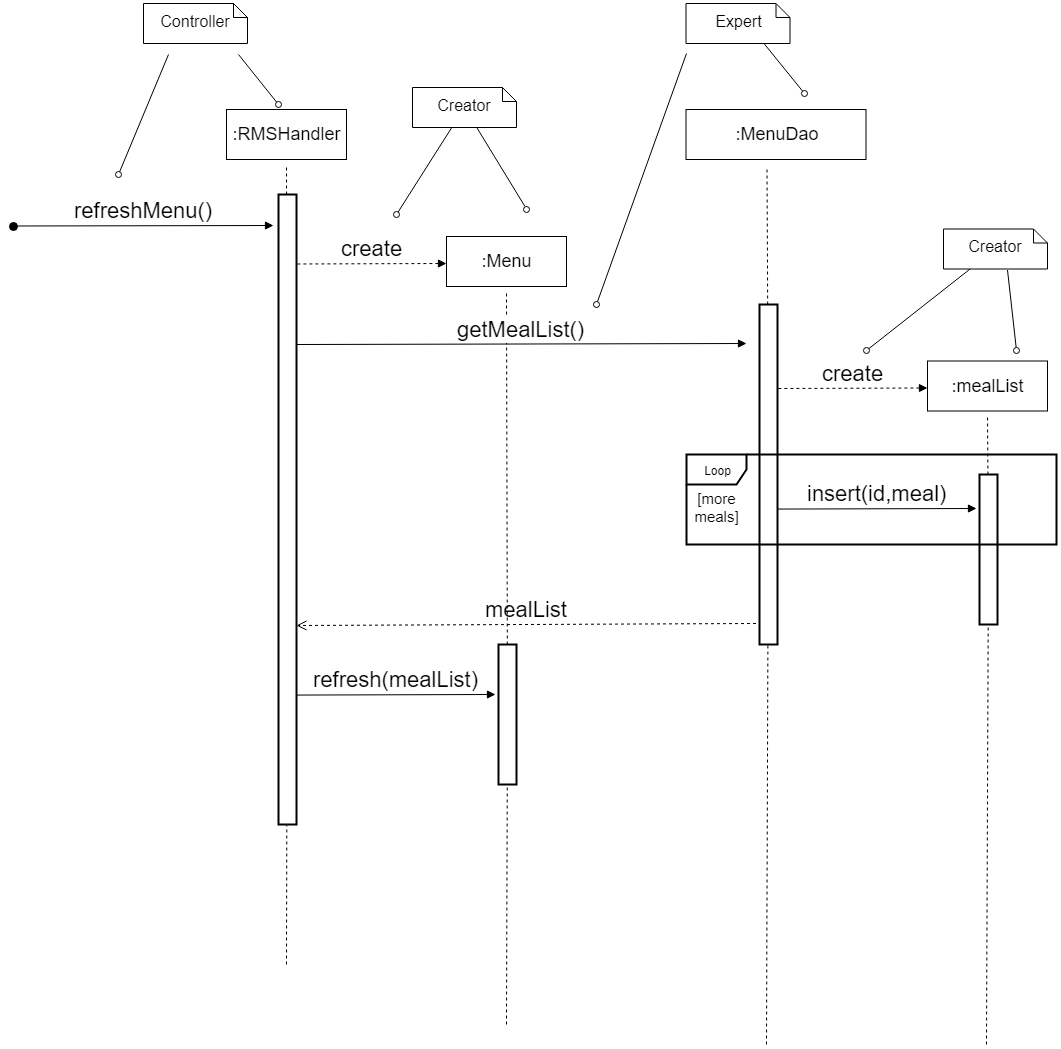 Controller
Expert
Creator
:RMSHandler
:MenuDao
refreshMenu()
create
:Menu
Creator
getMealList()
create
:mealList
Loop
[more
meals]
insert(id,meal)
mealList
refresh(mealList)